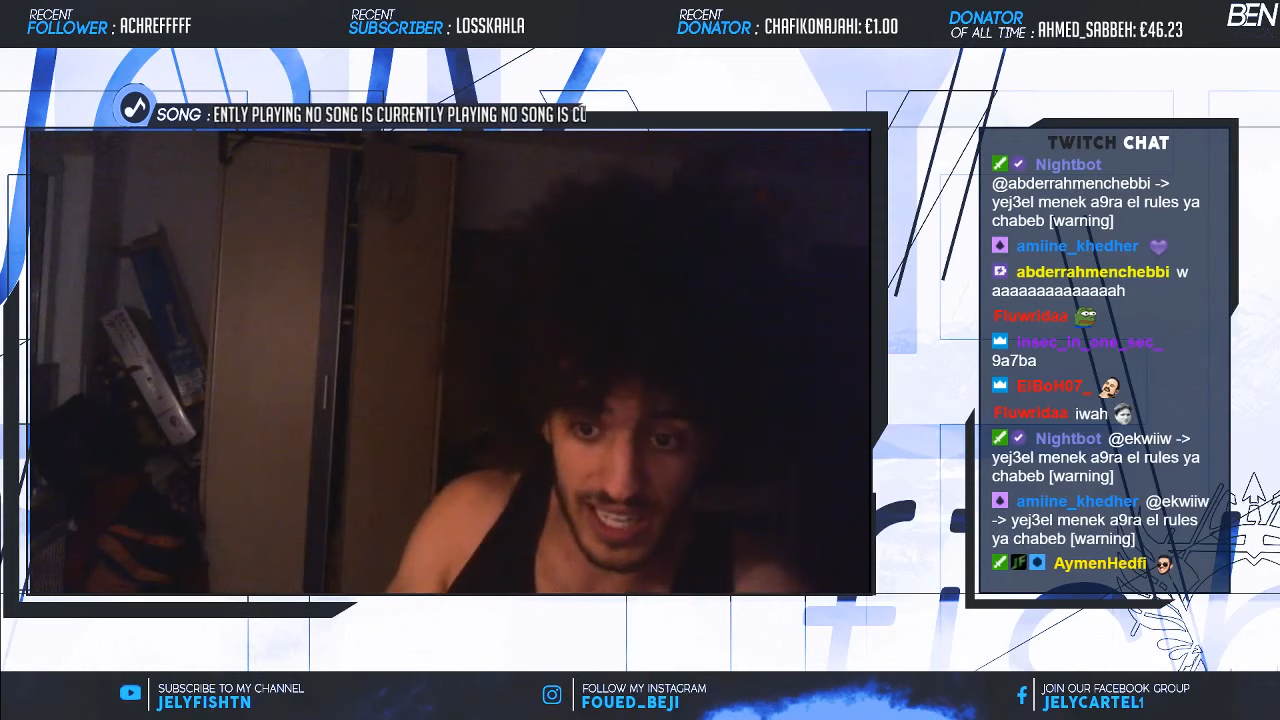 RECENT
FOLLOWER : ACHREFFFFF
RECENT
SUBSCRIBER : LOSSKAHLA
RECENT
DONATOR : CHAFIKONAJAHI: €1.00
DONATOR
OF ALL TIME : AHMED_SABBEH: €46.23
BEN
SONG : ENTLY PLAYING NO SONG IS CURRENTLY PLAYING NO SONG IS CU
TWITCH CHAT
Nightbot
@abderrahmenchebbi ->
yej3el menek a9ra el rules ya
chabeb [warning]
amiine_khedher
abderrahmenchebbi w
aaaaaaaaaaaaaah
Fluwridaa
Insec_in_one_sec_
9a7ba
ElBoH07_
Fluwridaa iwah
Nightbot @ekwiiw ->
yej3el menek a9ra el rules ya
chabeb [warning]
amiine_khedher @ekwiiw
-> yej3el menek a9ra el rules
ya chabeb [warning]
AymenHedfi
SUBSCRIBE TO MY CHANNEL
JELYFISHTN
FOLLOW MY INSTAGRAM
FOUED_BEJI
JOIN OUR FACEBOOK GROUP
JELYCARTEL1